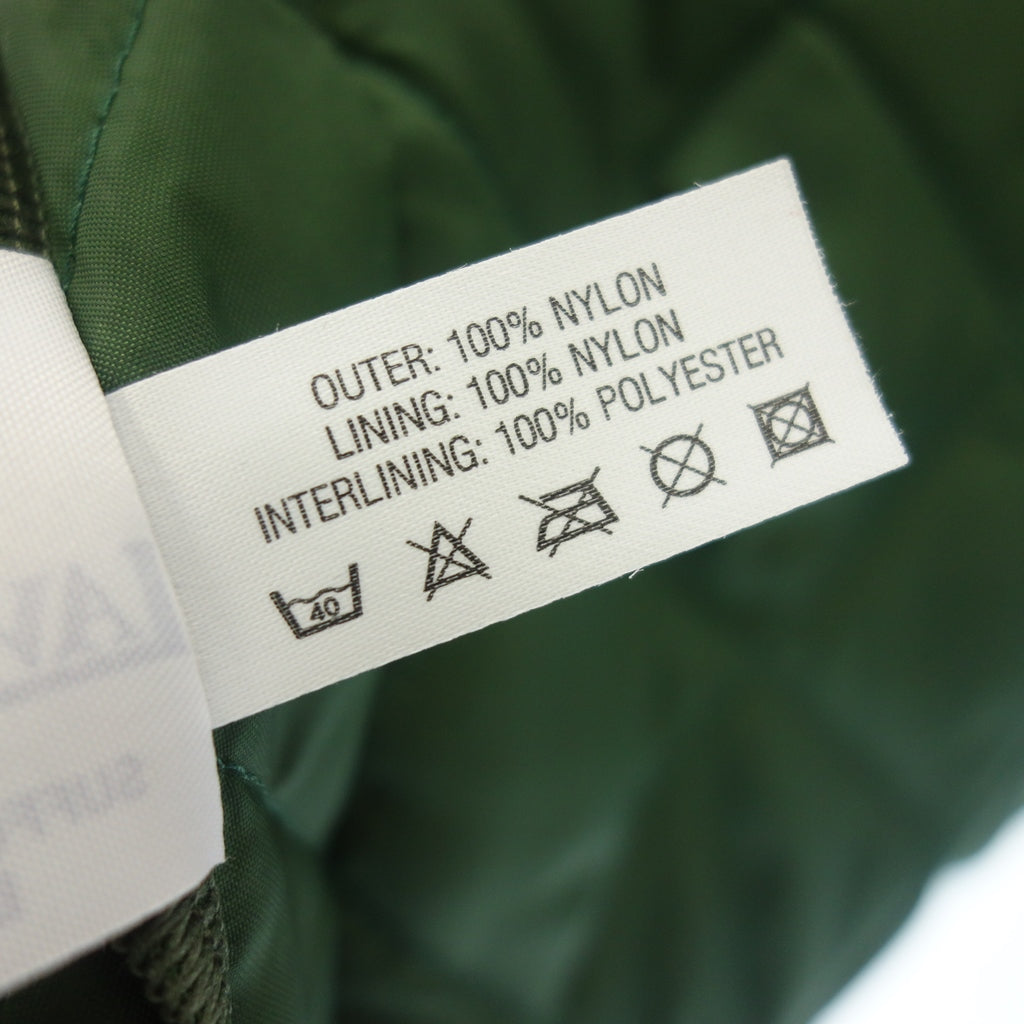 OUTER: 100% NYLON
LINING: 100% NYLON
INTERLINING: 100% POLYESTER
40